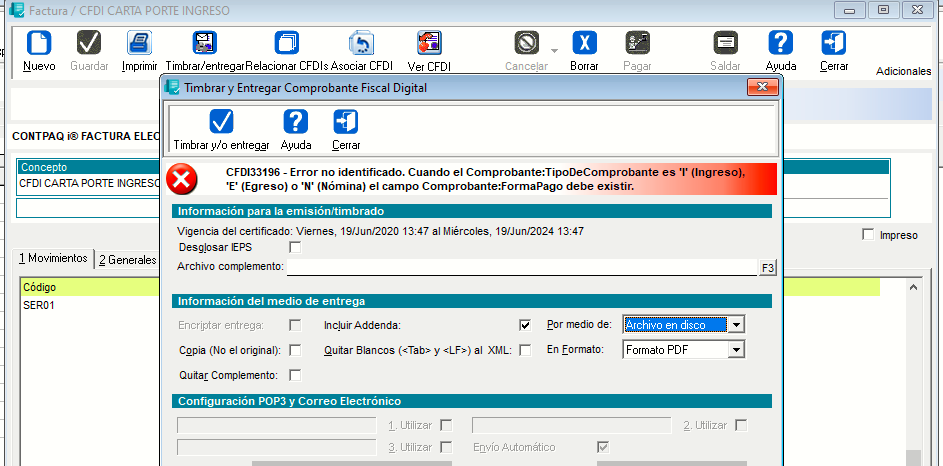 Factura / CFDI CARTA PORTE INGRESO
Nuevo
Guardar
Imprimir
Timbrar/entregar
Relacionar CFDIs
Asociar CFDI
Ver CFDI
Cancelar
Borrar
Pagar
Saldar
Ayuda
Cerrar
Adicionales
Timbrar y Entregar Comprobante Fiscal Digital
Timbrar y/o entregar
Ayuda
Cerrar
CONTPAQ i® FACTURA ELEC
CFDI33196 - Error no identificado. Cuando el Comprobante:TipoDeComprobante es 'I' (Ingreso),
'E' (Egreso) o 'N' (Nómina) el campo Comprobante:FormaPago debe existir.
Concepto
CFDI CARTA PORTE INGRESO
Información para la emisión/timbrado
Vigencia del certificado: Viernes, 19/Jun/2020 13:47 al Miércoles, 19/Jun/2024 13:47
Desglosar IEPS
Impreso
Archivo complemento:
F3
1 Movimientos
2 Generales
Código
SER01
Información del medio de entrega
Encriptar entrega:
Incluir Addenda:
Por medio de:
Archivo en disco
Copia (No el original):
Quitar Blancos (<Tab> y <LF>) al XML:
En Formato:
Formato PDF
Quitar Complemento:
Configuración POP3 y Correo Electrónico
1. Utilizar
2. Utilizar
3. Utilizar
Envío Automático